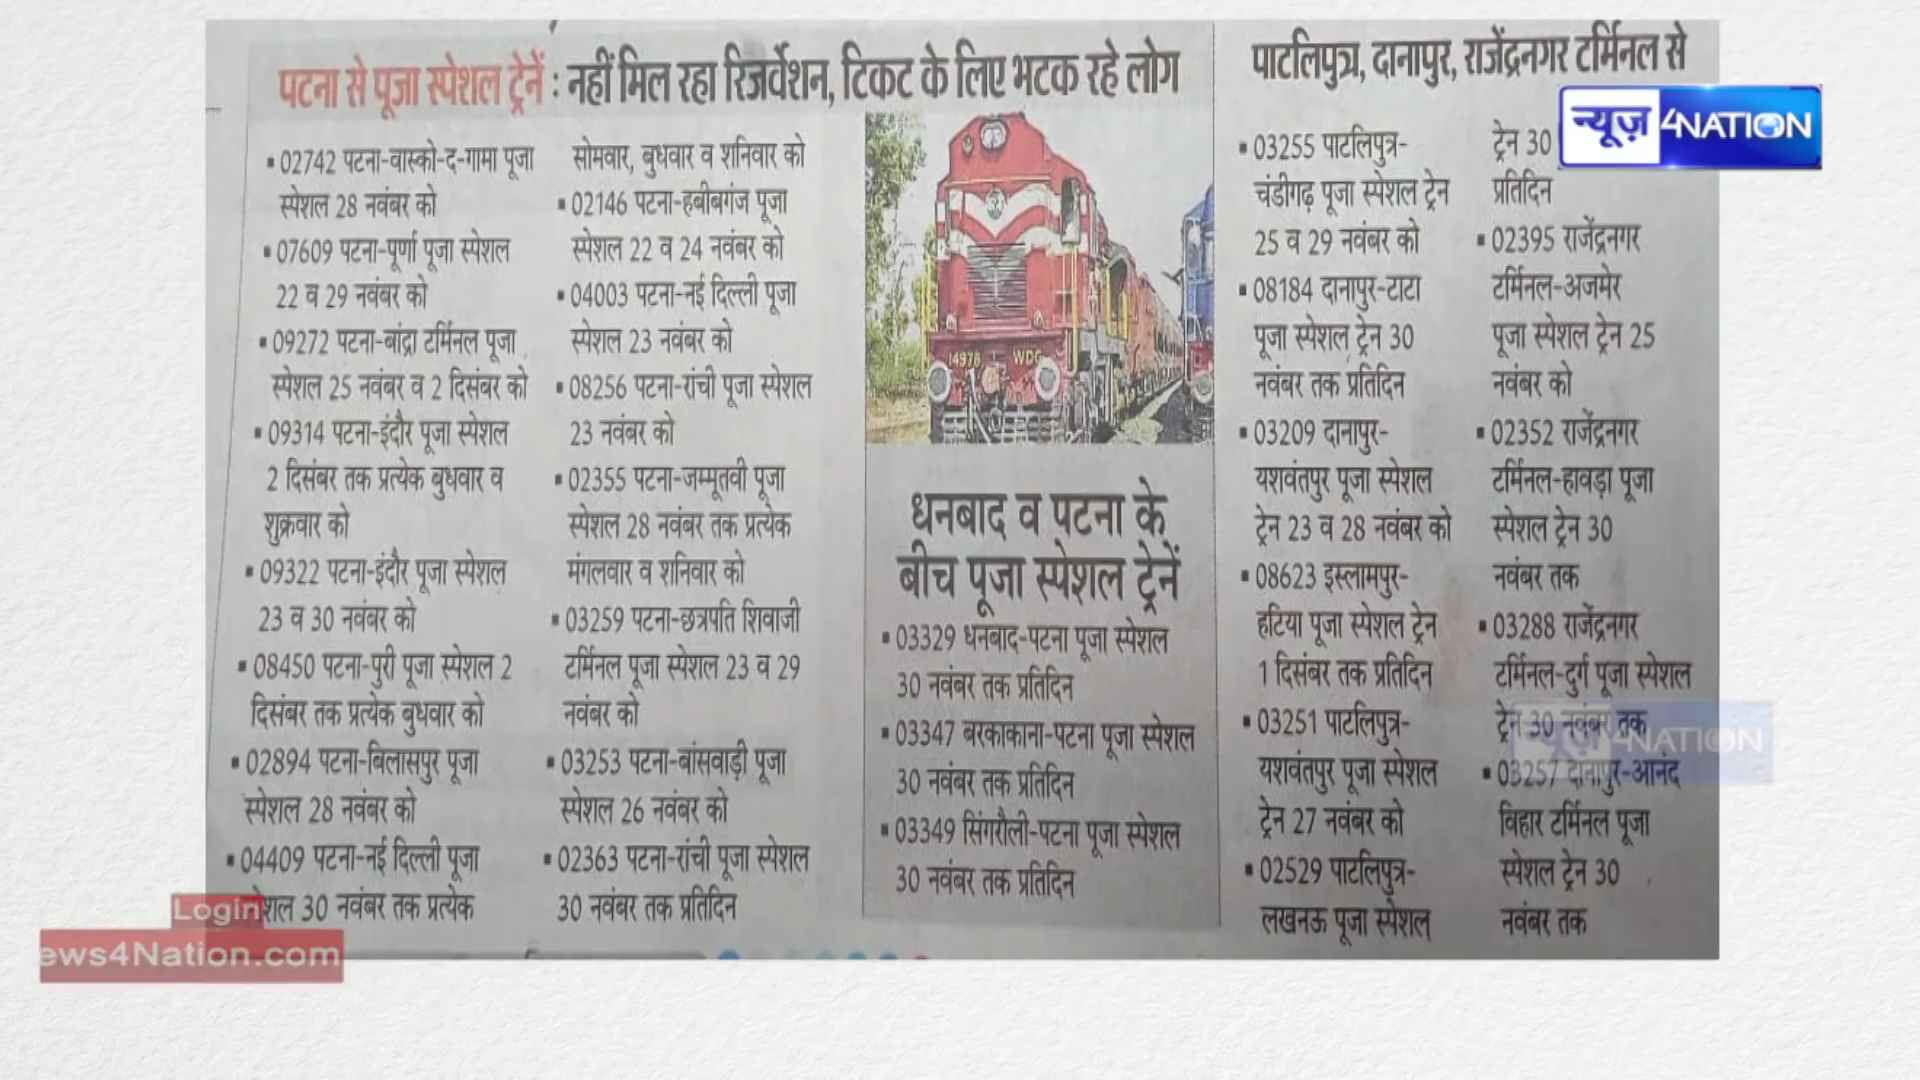 पटना से पूजा स्पेशल ट्रेनें : नहीं मिल रहा रिजर्वेशन, टिकट के लिए भटक रहे लोग
▪ 02742 पटना-वास्को-द-गामा पूजा
स्पेशल 28 नवंबर को
▪ 07609 पटना-पूर्णा पूजा स्पेशल
22 व 29 नवंबर को
▪ 09272 पटना-बांद्रा टर्मिनल पूजा
स्पेशल 25 नवंबर व 2 दिसंबर को
▪ 09314 पटना-इंदौर पूजा स्पेशल
2 दिसंबर तक प्रत्येक बुधवार व
शुक्रवार को
▪ 09322 पटना-इंदौर पूजा स्पेशल
23 व 30 नवंबर को
▪ 08450 पटना-पुरी पूजा स्पेशल 2
दिसंबर तक प्रत्येक बुधवार को
▪ 02894 पटना-बिलासपुर पूजा
स्पेशल 28 नवंबर को
▪ 04409 पटना-नई दिल्ली पूजा
पेशल 30 नवंबर तक प्रत्येक
सोमवार, बुधवार व शनिवार को
▪ 02146 पटना-हबीबगंज पूजा
स्पेशल 22 व 24 नवंबर को
▪ 04003 पटना-नई दिल्ली पूजा
स्पेशल 23 नवंबर को
▪ 08256 पटना-रांची पूजा स्पेशल
23 नवंबर को
▪ 02355 पटना-जम्मूतवी पूजा
स्पेशल 28 नवंबर तक प्रत्येक
मंगलवार व शनिवार को
▪ 03259 पटना-छत्रपति शिवाजी
टर्मिनल पूजा स्पेशल 23 व 29
नवंबर को
▪ 03253 पटना-बांसवाड़ी पूजा
स्पेशल 26 नवंबर को
▪ 02363 पटना-रांची पूजा स्पेशल
30 नवंबर तक प्रतिदिन
14978 WDG
धनबाद व पटना के
बीच पूजा स्पेशल ट्रेनें
▪ 03329 धनबाद-पटना पूजा स्पेशल
30 नवंबर तक प्रतिदिन
▪ 03347 बरकाकाना-पटना पूजा स्पेशल
30 नवंबर तक प्रतिदिन
▪ 03349 सिंगरौली-पटना पूजा स्पेशल
30 नवंबर तक प्रतिदिन
पाटलिपुत्र, दानापुर, राजेंद्रनगर टर्मिनल से
▪ 03255 पाटलिपुत्र-
चंडीगढ़ पूजा स्पेशल ट्रेन
25 व 29 नवंबर को
▪ 08184 दानापुर-टाटा
पूजा स्पेशल ट्रेन 30
नवंबर तक प्रतिदिन
▪ 03209 दानापुर-
यशवंतपुर पूजा स्पेशल
ट्रेन 23 व 28 नवंबर को
▪ 08623 इस्लामपुर-
हटिया पूजा स्पेशल ट्रेन
1 दिसंबर तक प्रतिदिन
▪ 03251 पाटलिपुत्र-
यशवंतपुर पूजा स्पेशल
ट्रेन 27 नवंबर को
▪ 02529 पाटलिपुत्र-
लखनऊ पूजा स्पेशल
ट्रेन 30
प्रतिदिन
▪ 02395 राजेंद्रनगर
टर्मिनल-अजमेर
पूजा स्पेशल ट्रेन 25
नवंबर को
▪ 02352 राजेंद्रनगर
टर्मिनल-हावड़ा पूजा
स्पेशल ट्रेन 30
नवंबर तक
▪ 03288 राजेंद्रनगर
टर्मिनल-दुर्ग पूजा स्पेशल
ट्रेन 30 नवंबर तक
▪ 03257 दानापुर-आनंद
विहार टर्मिनल पूजा
स्पेशल ट्रेन 30
नवंबर तक
न्यूज़ 4NATION
न्यूज़ 4NATION
Login
ews4Nation.com